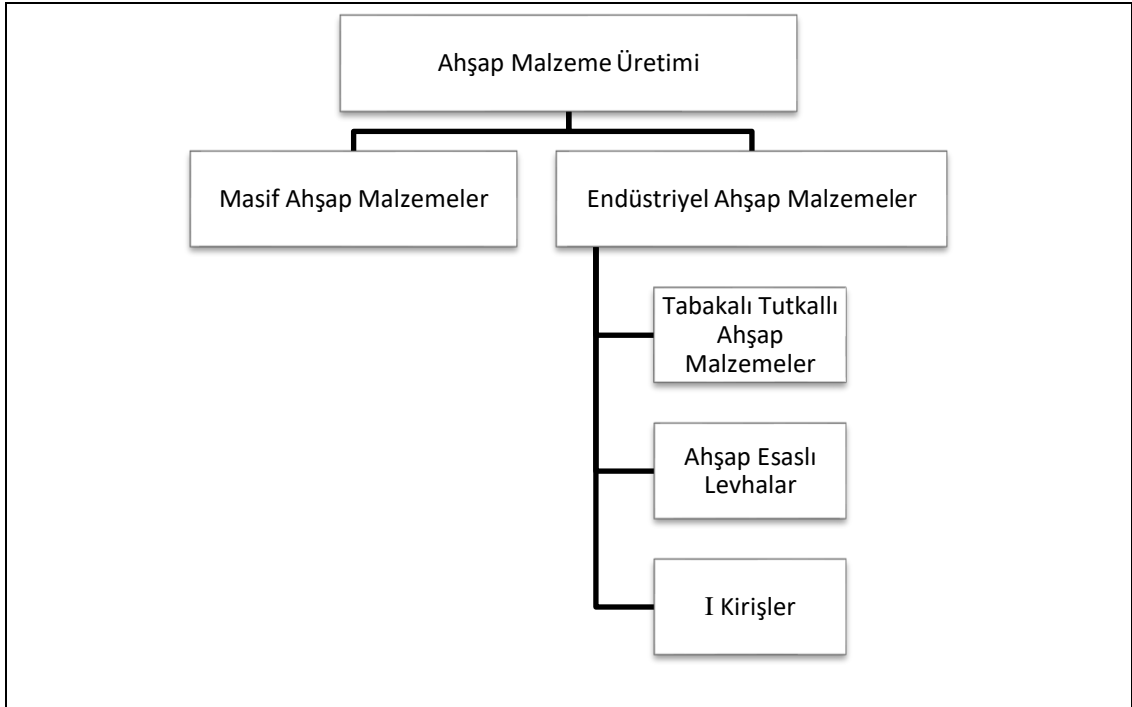 Ahşap Malzeme Üretimi
Masif Ahşap Malzemeler
Endüstriyel Ahşap Malzemeler
Tabakalı Tutkallı
Ahşap
Malzemeler
Ahşap Esaslı
Levhalar
I Kirişler